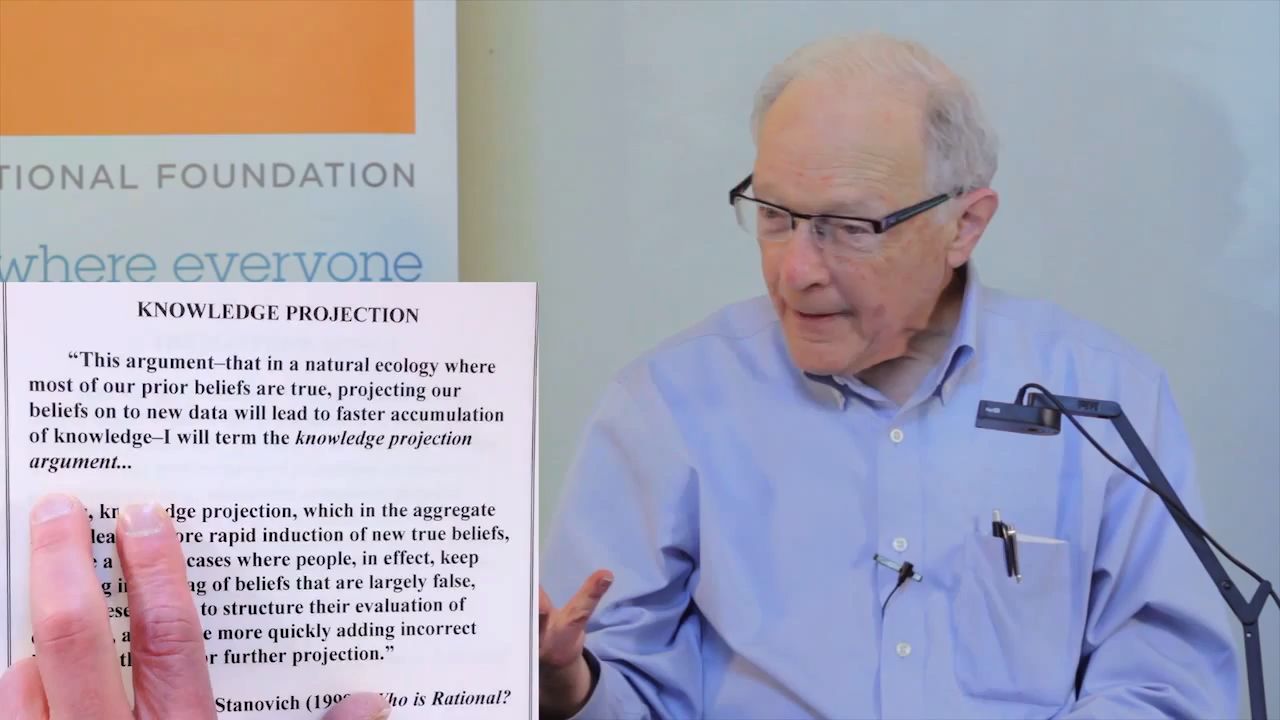 TIONAL FOUNDATION
where everyone
KNOWLEDGE PROJECTION
“This argument–that in a natural ecology where
most of our prior beliefs are true, projecting our
beliefs on to new data will lead to faster accumulation
of knowledge–I will term the knowledge projection
argument...
projection, which in the aggregate
rapid induction of new true beliefs,
cases where people, in effect, keep
of beliefs that are largely false,
to structure their evaluation of
more quickly adding incorrect
further projection.”
Stanovich Who is Rational?